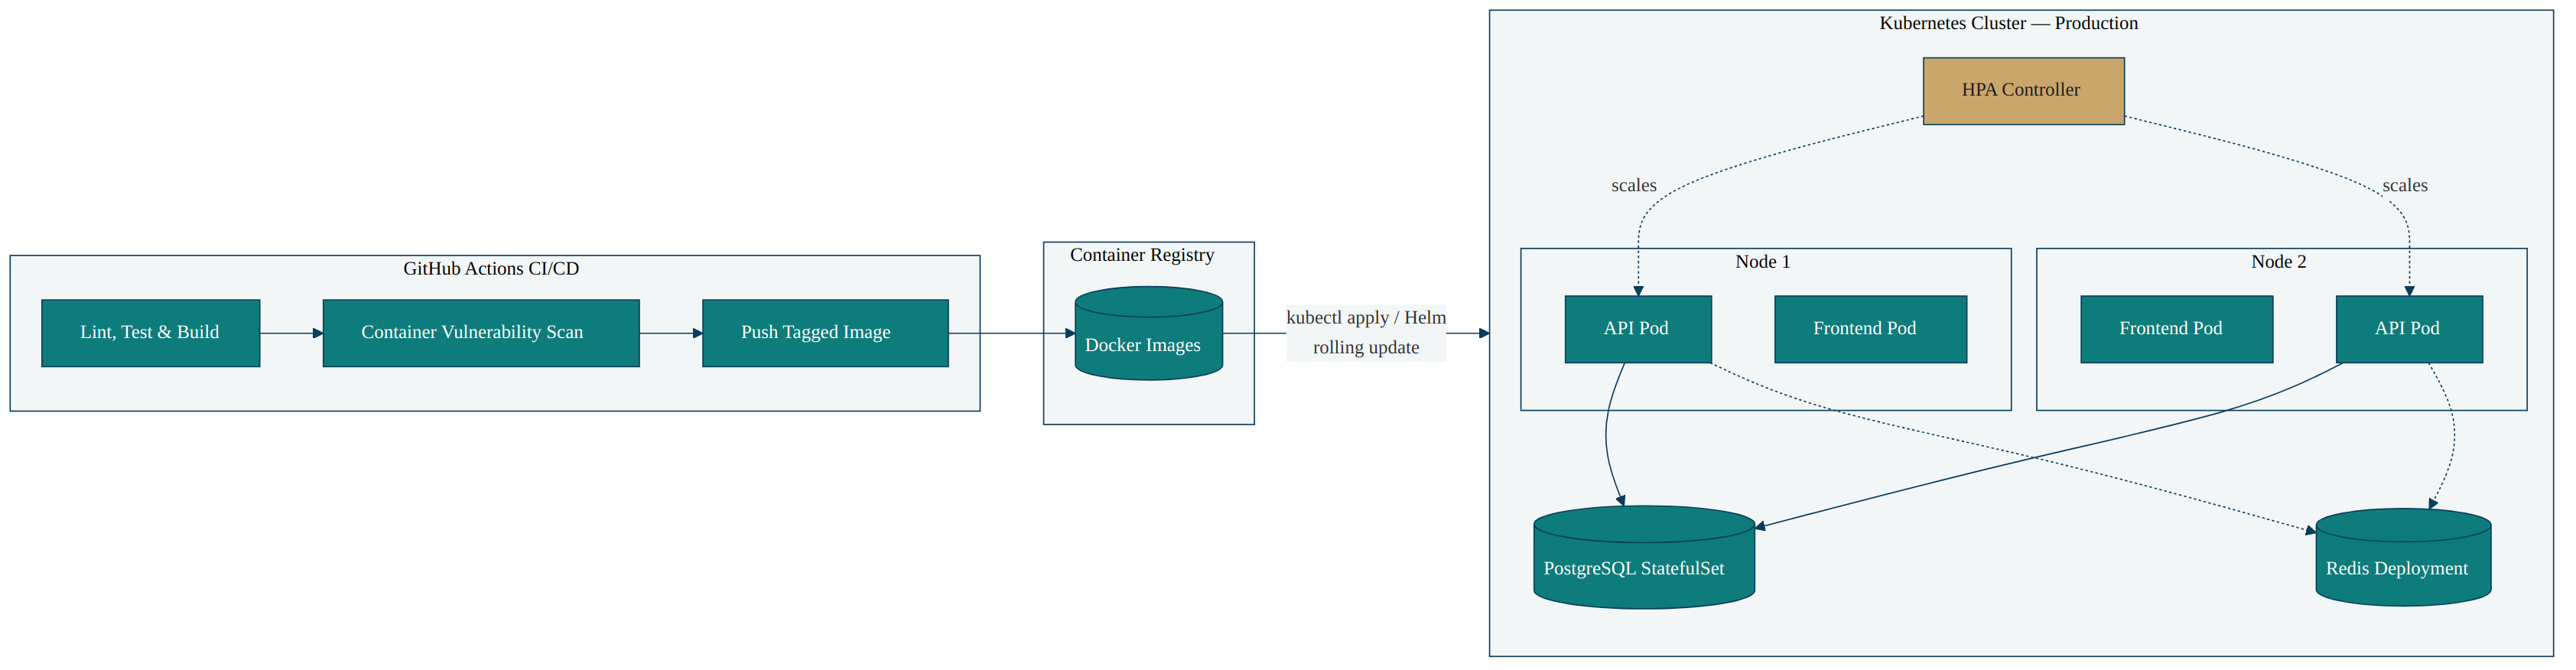 GitHub Actions CI/CD
Lint, Test & Build
Container Vulnerability Scan
Push Tagged Image
Container Registry
Docker Images
kubectl apply / Helm
rolling update
Kubernetes Cluster — Production
HPA Controller
scales
scales
Node 1
API Pod
Frontend Pod
Node 2
Frontend Pod
API Pod
PostgreSQL StatefulSet
Redis Deployment